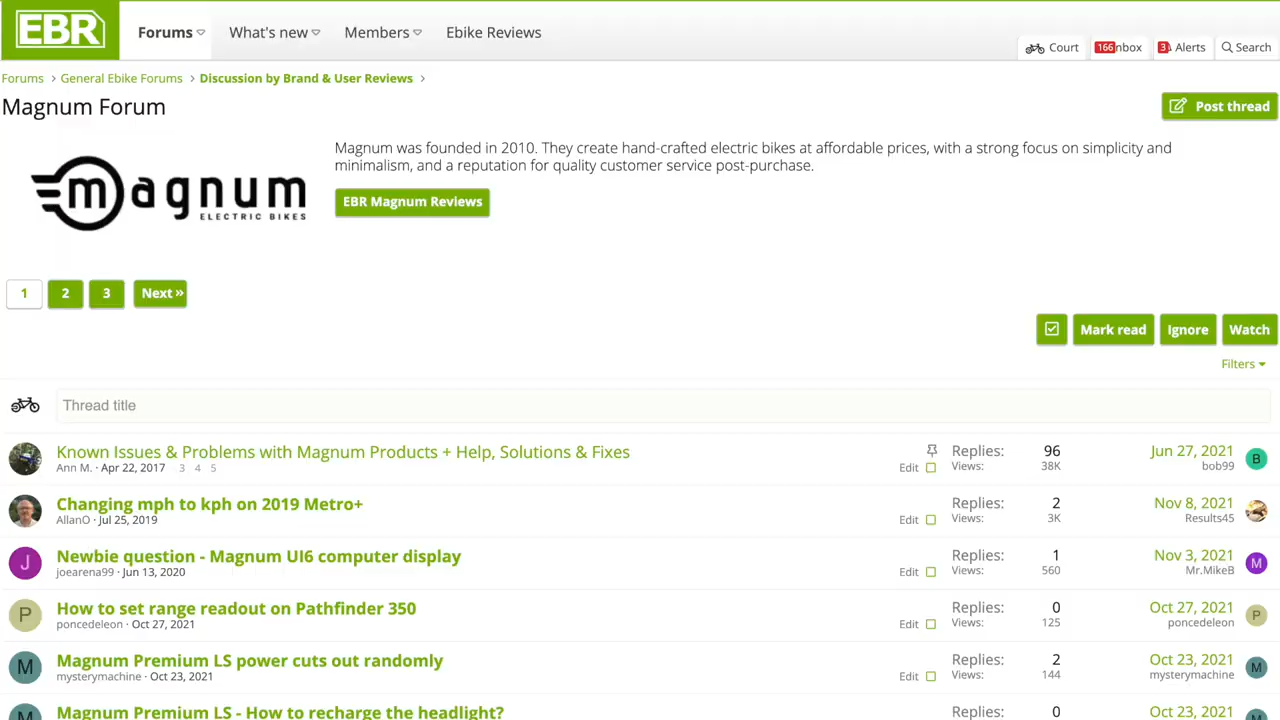 EBR Forums What's new Members Ebike Reviews
Court 166 nbox 3 Alerts Search
Forums General Ebike Forums Discussion by Brand & User Reviews
Magnum Forum
Post thread
magnum
ELECTRIC BIKES
Magnum was founded in 2010. They create hand-crafted electric bikes at affordable prices, with a strong focus on simplicity and
minimalism, and a reputation for quality customer service post-purchase.
EBR Magnum Reviews
1 2 3 Next »
Mark read Ignore Watch
Filters
Thread title
Known Issues & Problems with Magnum Products + Help, Solutions & Fixes Replies: 96 Jun 27, 2021
Ann M. · Apr 22, 2017 3 4 5 Edit Views: 38K bob99 B
Changing mph to kph on 2019 Metro+ Replies: 2 Nov 8, 2021
AllanO · Jul 25, 2019 Edit Views: 3K Results45
J Newbie question - Magnum UI6 computer display Replies: 1 Nov 3, 2021
joearena99 · Jun 13, 2020 Edit Views: 560 Mr.MikeB M
P How to set range readout on Pathfinder 350 Replies: 0 Oct 27, 2021
poncedeleon · Oct 27, 2021 Edit Views: 125 poncedeleon P
M Magnum Premium LS power cuts out randomly Replies: 2 Oct 23, 2021
mysterymachine · Oct 23, 2021 Edit Views: 144 mysterymachine M
M Magnum Premium LS - How to recharge the headlight? Replies: 0 Oct 23, 2021